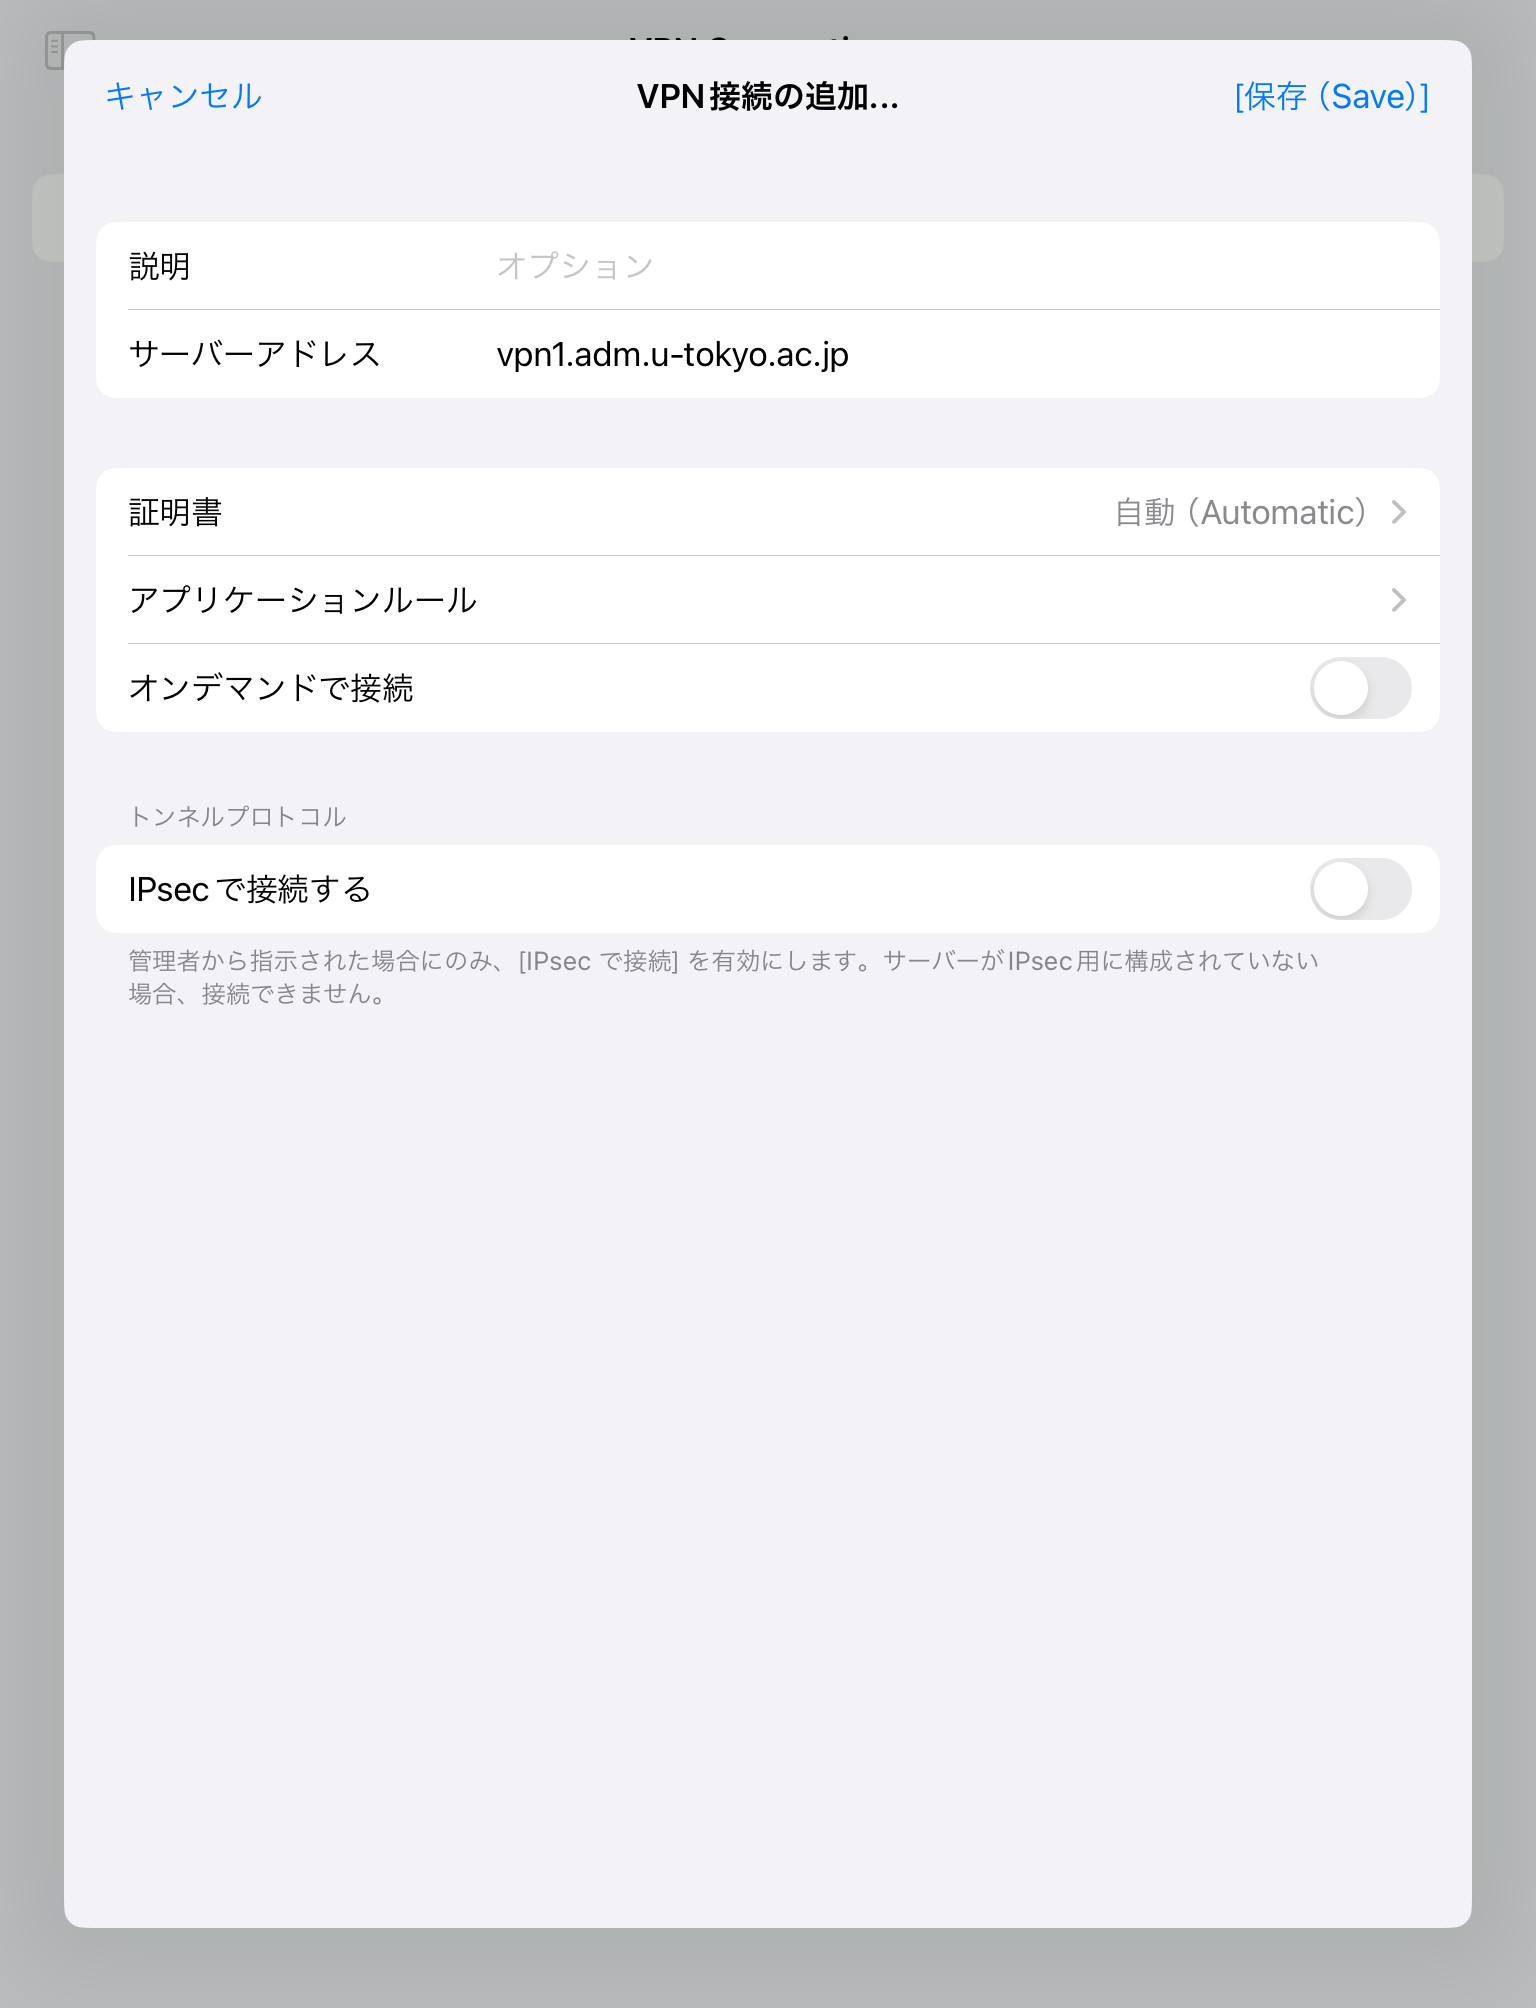 キャンセル
VPN接続の追加...
[保存（Save）]
説明
オプション
サーバーアドレス
vpn1.adm.u-tokyo.ac.jp
証明書
自動（Automatic）
アプリケーションルール
オンデマンドで接続
トンネルプロトコル
IPsecで接続する
管理者から指示された場合にのみ、[IPsec で接続] を有効にします。サーバーがIPsec用に構成されていない
場合、接続できません。